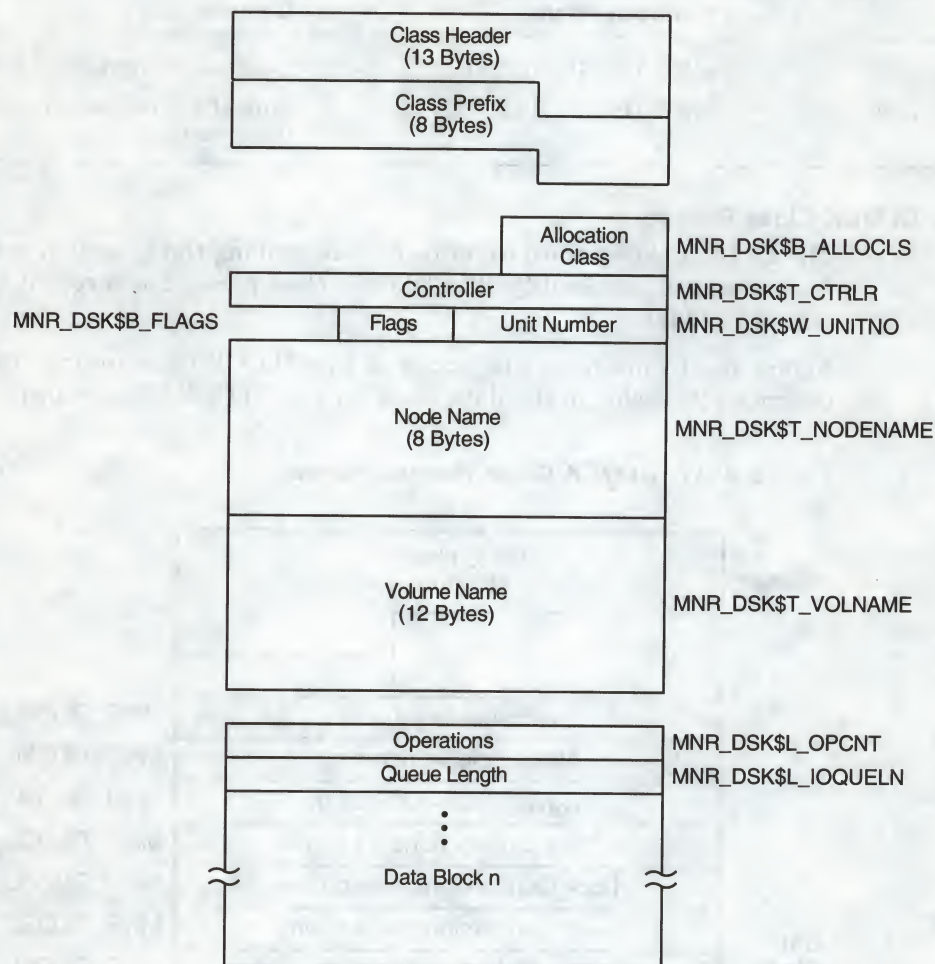 Class Header
(13 Bytes)
Class Prefix
(8 Bytes)
Allocation
Class
MNR_DSK$B_ALLOCLS
Controller
MNR_DSK$T_CTRLR
MNR_DSK$B_FLAGS
Flags
Unit Number
MNR_DSK$W_UNITNO
Node Name
(8 Bytes)
MNR_DSK$T_NODENAME
Volume Name
(12 Bytes)
MNR_DSK$T_VOLNAME
Operations
MNR_DSK$L_OPCNT
Queue Length
MNR_DSK$L_IOQUELN
Data Block n